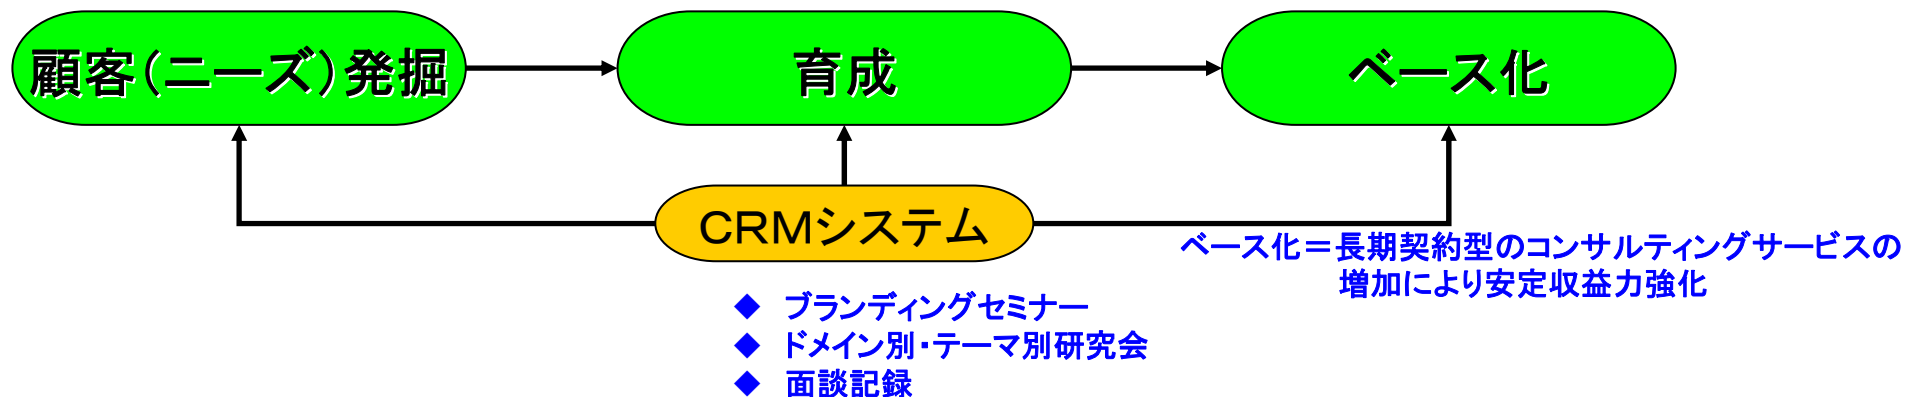 顧客（ニーズ）発掘
育成
ベース化
CRMシステム
ベース化＝長期契約型のコンサルティングサービスの
増加により安定収益力強化
◆ ブランディングセミナー
◆ ドメイン別・テーマ別研究会
◆ 面談記録